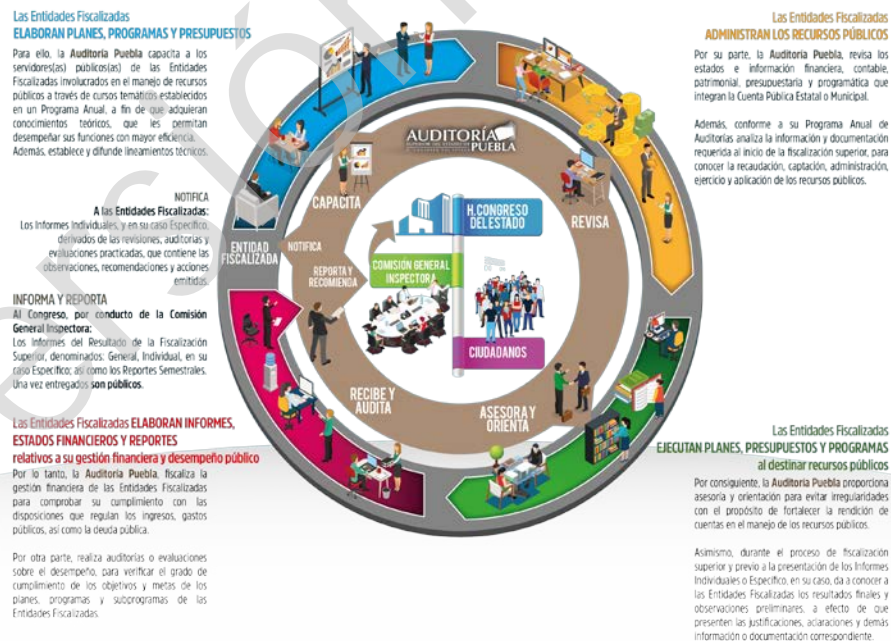 Las Entidades Fiscalizadas
ELABORAN PLANES, PROGRAMAS Y PRESUPUESTOS
Para ello, la Auditoría Puebla capacita a los
servidores(as) públicos(as) de las Entidades
Fiscalizadas involucrados en el manejo de recursos
públicos a través de cursos temáticos establecidos
en un Programa Anual, a fin de que adquieran
conocimientos teóricos, que les permitan
desempeñar sus funciones con mayor eficiencia.
Además, establece y difunde lineamientos técnicos.
NOTIFICA
A las Entidades Fiscalizadas:
Los Informes Individuales, y en su caso Específico,
derivados de las revisiones, auditorías y
evaluaciones practicadas, que contiene las
observaciones, recomendaciones y acciones
emitidas.
INFORMA Y REPORTA
Al Congreso, por conducto de la Comisión
General Inspectora:
Los Informes del Resultado de la Fiscalización
Superior, denominados: General, Individual, en su
caso Específico; así como los Reportes Semestrales.
Una vez entregados son públicos.
Las Entidades Fiscalizadas ELABORAN INFORMES,
ESTADOS FINANCIEROS Y REPORTES
relativos a su gestión financiera y desempeño público
Por lo tanto, la Auditoría Puebla, fiscaliza la
gestión financiera de las Entidades Fiscalizadas
para comprobar su cumplimiento con las
disposiciones que regulan los ingresos, gastos
públicos, así como la deuda pública.
Por otra parte, realiza auditorías o evaluaciones
sobre el desempeño, para verificar el grado de
cumplimiento de los objetivos y metas de los
planes, programas y subprogramas de las
Entidades Fiscalizadas.
AUDITORÍA
PUEBLA
CAPACITA
REVISA
H. CONGRESO
DEL ESTADO
ENTIDAD
FISCALIZADA
NOTIFICA
REPORTA Y
RECOMIENDA
COMISIÓN GENERAL
INSPECTORA
CIUDADANOS
RECIBE Y
AUDITA
ASESORA Y
ORIENTA
Las Entidades Fiscalizadas
ADMINISTRAN LOS RECURSOS PÚBLICOS
Por su parte, la Auditoría Puebla, revisa los
estados e información financiera, contable,
patrimonial, presupuestaria y programática que
integran la Cuenta Pública Estatal o Municipal.
Además, conforme a su Programa Anual de
Auditorías analiza la información y documentación
requerida al inicio de la fiscalización superior, para
conocer la recaudación, captación, administración,
ejercicio y aplicación de los recursos públicos.
Las Entidades Fiscalizadas
EJECUTAN PLANES, PRESUPUESTOS Y PROGRAMAS
al destinar recursos públicos
Por consiguiente, la Auditoría Puebla proporciona
asesoría y orientación para evitar irregularidades
con el propósito de fortalecer la rendición de
cuentas en el manejo de los recursos públicos.
Asimismo, durante el proceso de fiscalización
superior y previo a la presentación de los Informes
Individuales o Específico, en su caso, da a conocer a
las Entidades Fiscalizadas los resultados finales y
observaciones preliminares, a efecto de que
presenten las justificaciones, aclaraciones y demás
información o documentación correspondiente.